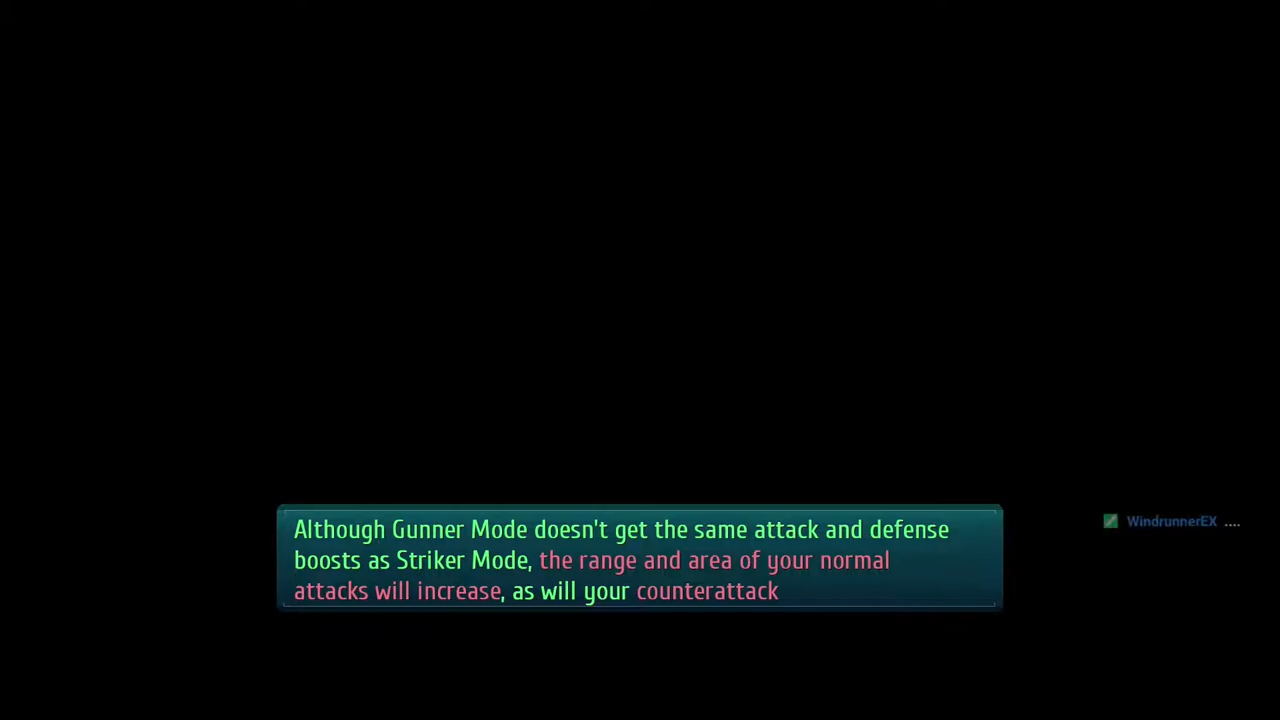 Although Gunner Mode doesn't get the same attack and defense
boosts as Striker Mode, the range and area of your normal
attacks will increase, as will your counterattack
WindrunnerEX ....